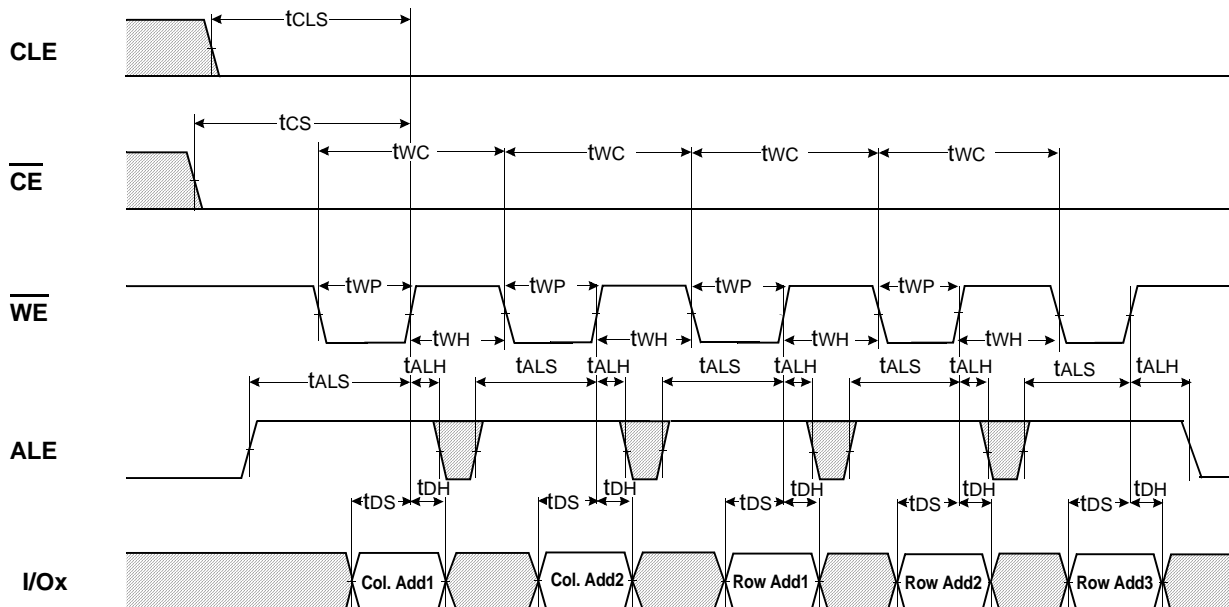 CLE
tCLS
tCS
CE
tWC tWC tWC tWC
WE
tWP tWP tWP tWP
tWH tWH tWH tWH
tALS tALH tALS tALH tALS tALH tALS tALH tALS tALH
ALE
tDS tDH tDS tDH tDS tDH tDS tDH tDS tDH
I/Ox Col. Add1 Col. Add2 Row Add1 Row Add2 Row Add3